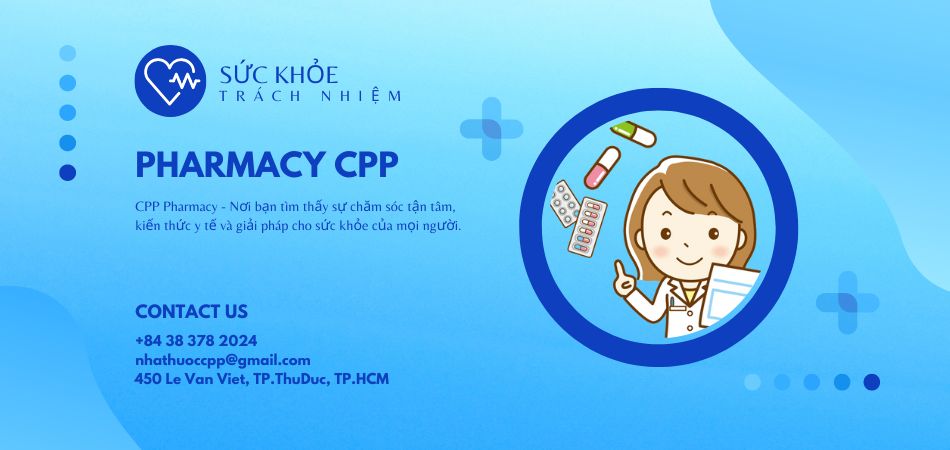 SỨC KHỎE
TRÁCH NHIỆM
PHARMACY CPP
CPP Pharmacy - Nơi bạn tìm thấy sự chăm sóc tận tâm,
kiến thức y tế và giải pháp cho sức khỏe của mọi người.
CONTACT US
+84 38 378 2024
nhathuoccpp@gmail.com
450 Le Van Viet, TP.ThuDuc, TP.HCM